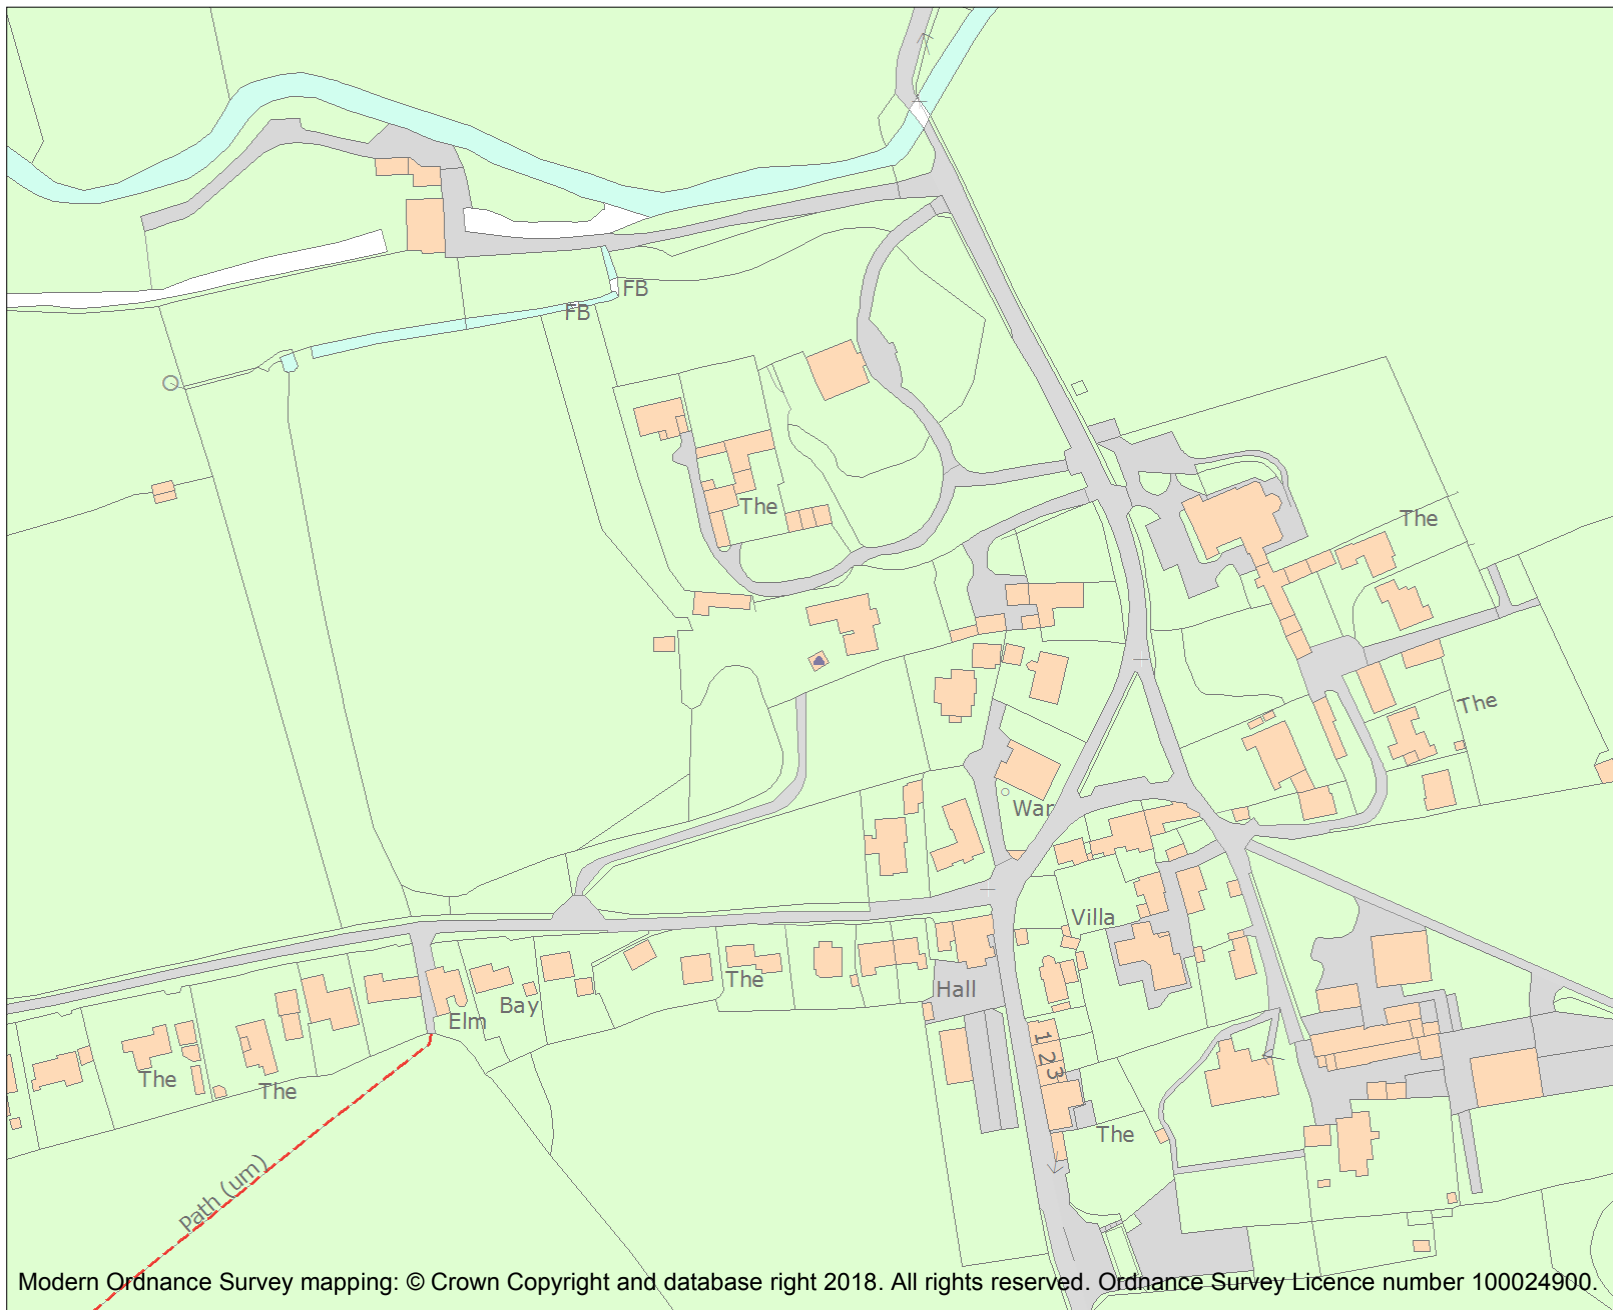 FB
FB
The
The
The
War
Villa
The
Hall
Bay
Elm
The
The
1 2 3
The
Path (um)
Modern Ordnance Survey mapping: © Crown Copyright and database right 2018. All rights reserved. Ordnance Survey Licence number 100024900.